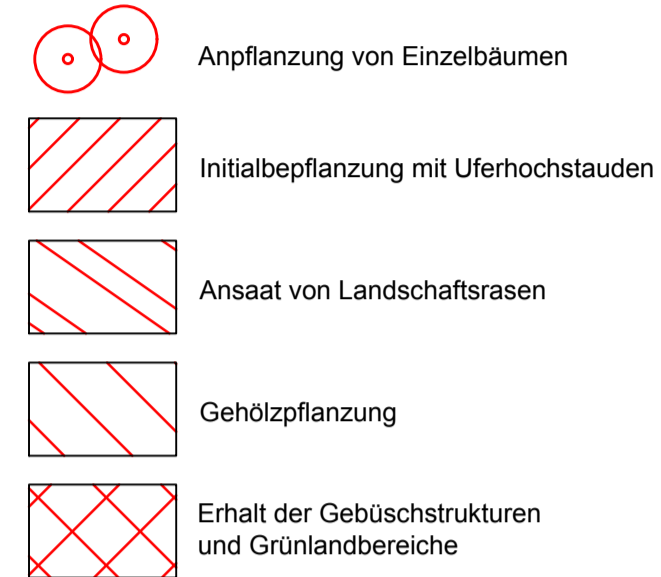 Anpflanzung von Einzelbäumen
Initialbepflanzung mit Uferhochstauden
Ansaat von Landschaftsrasen
Gehölzpflanzung
Erhalt der Gebüschstrukturen
und Grünlandbereiche